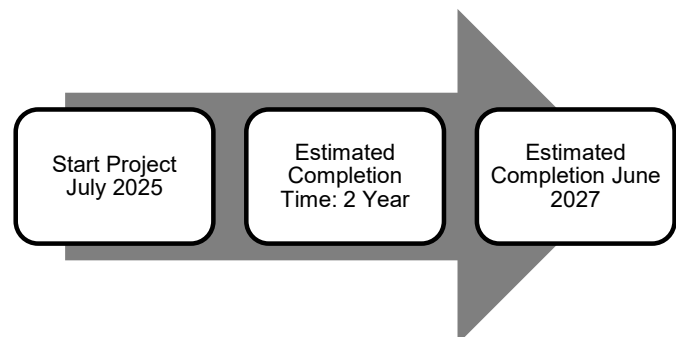 Start Project
July 2025
Estimated
Completion
Time: 2 Year
Estimated
Completion June
2027